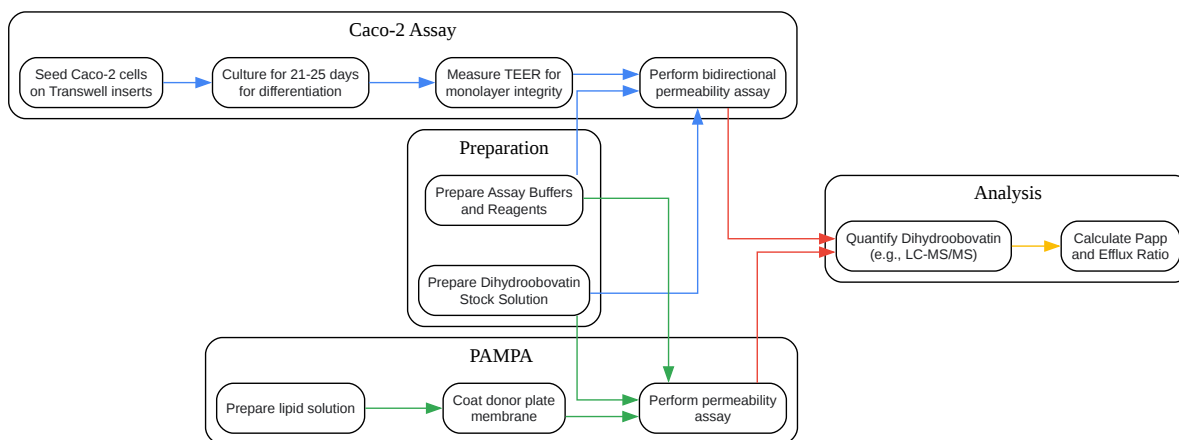 Caco-2 Assay
Seed Caco-2 cells
on Transwell inserts
Culture for 21-25 days
for differentiation
Measure TEER for
monolayer integrity
Perform bidirectional
permeability assay
Preparation
Prepare Assay Buffers
and Reagents
Prepare Dihydroobovatin
Stock Solution
Analysis
Quantify Dihydroobovatin
(e.g., LC-MS/MS)
Calculate Papp
and Efflux Ratio
PAMPA
Prepare lipid solution
Coat donor plate
membrane
Perform permeability
assay